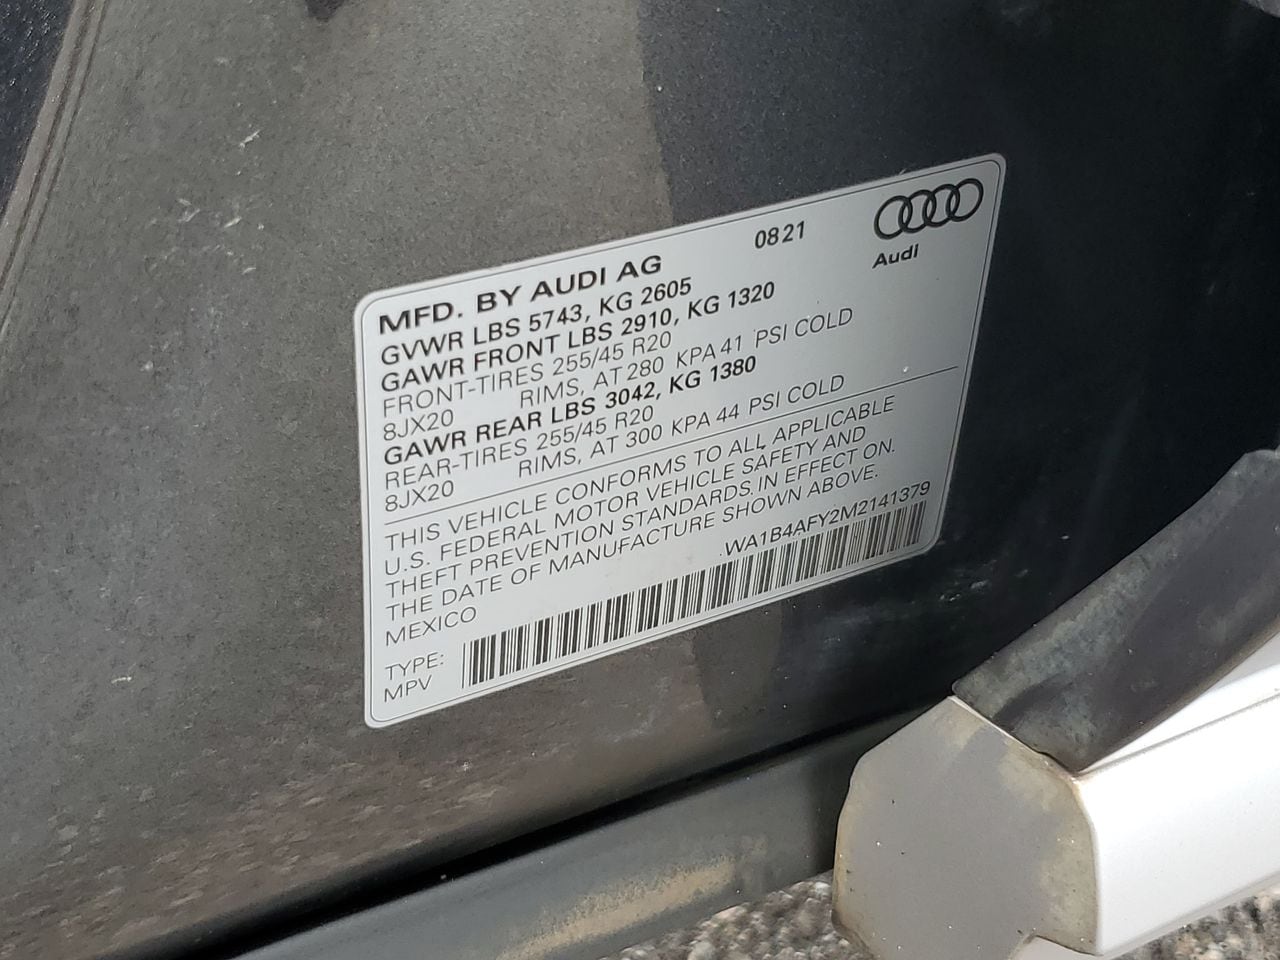 MFD. BY AUDI AG 0821
Audi
GVWR LBS 5743, KG 2605
GAWR FRONT LBS 2910, KG 1320
FRONT-TIRES 255/45 R20
8JX20 RIMS, AT 280 KPA 41 PSI COLD
GAWR REAR LBS 3042, KG 1380
REAR-TIRES 255/45 R20
8JX20 RIMS, AT 300 KPA 44 PSI COLD
THIS VEHICLE CONFORMS TO ALL APPLICABLE
U.S. FEDERAL MOTOR VEHICLE SAFETY AND
THEFT PREVENTION STANDARDS IN EFFECT ON
THE DATE OF MANUFACTURE SHOWN ABOVE.
MEXICO WA1B4AFY2M2141379
TYPE:
MPV